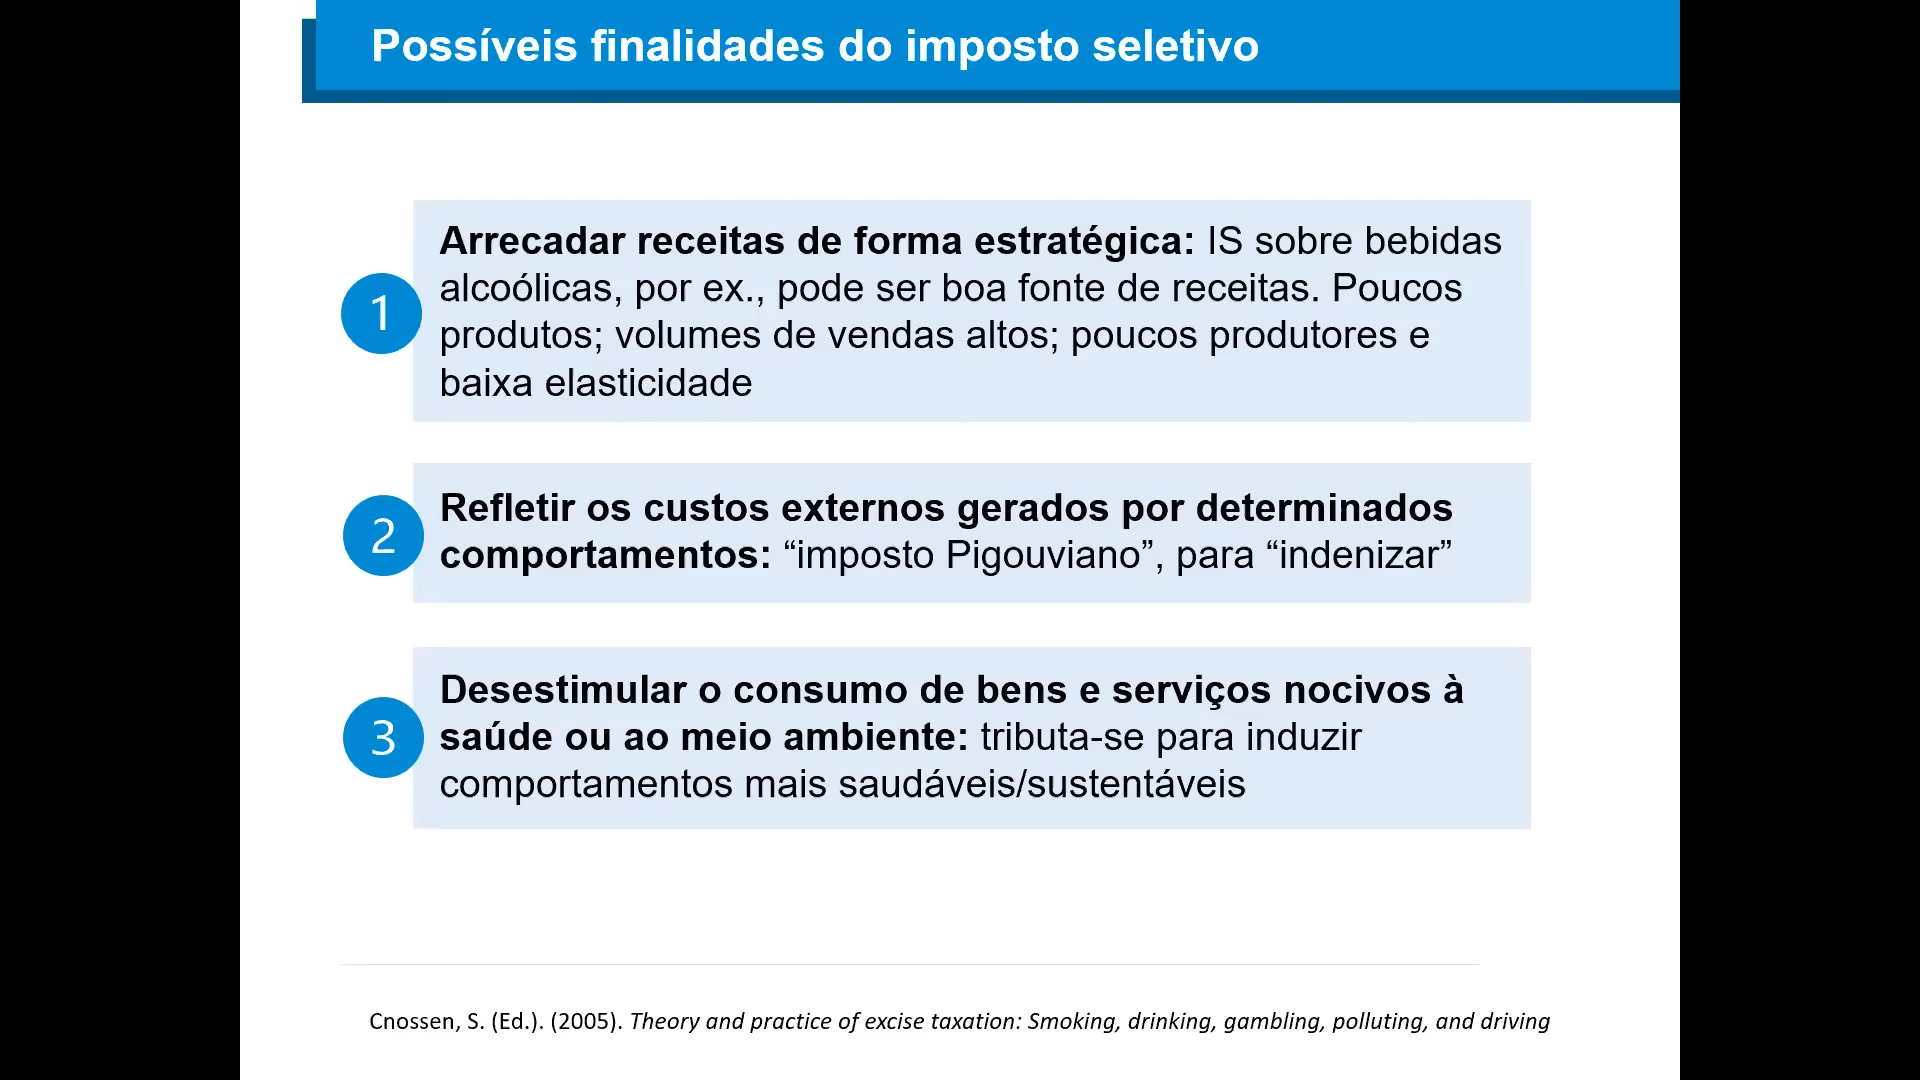 Possíveis finalidades do imposto seletivo
1
Arrecadar receitas de forma estratégica: IS sobre bebidas
alcoólicas, por ex., pode ser boa fonte de receitas. Poucos
produtos; volumes de vendas altos; poucos produtores e
baixa elasticidade
2
Refletir os custos externos gerados por determinados
comportamentos: “imposto Pigouviano”, para “indenizar”
3
Desestimular o consumo de bens e serviços nocivos à
saúde ou ao meio ambiente: tributa-se para induzir
comportamentos mais saudáveis/sustentáveis
Cnossen, S. (Ed.). (2005). Theory and practice of excise taxation: Smoking, drinking, gambling, polluting, and driving